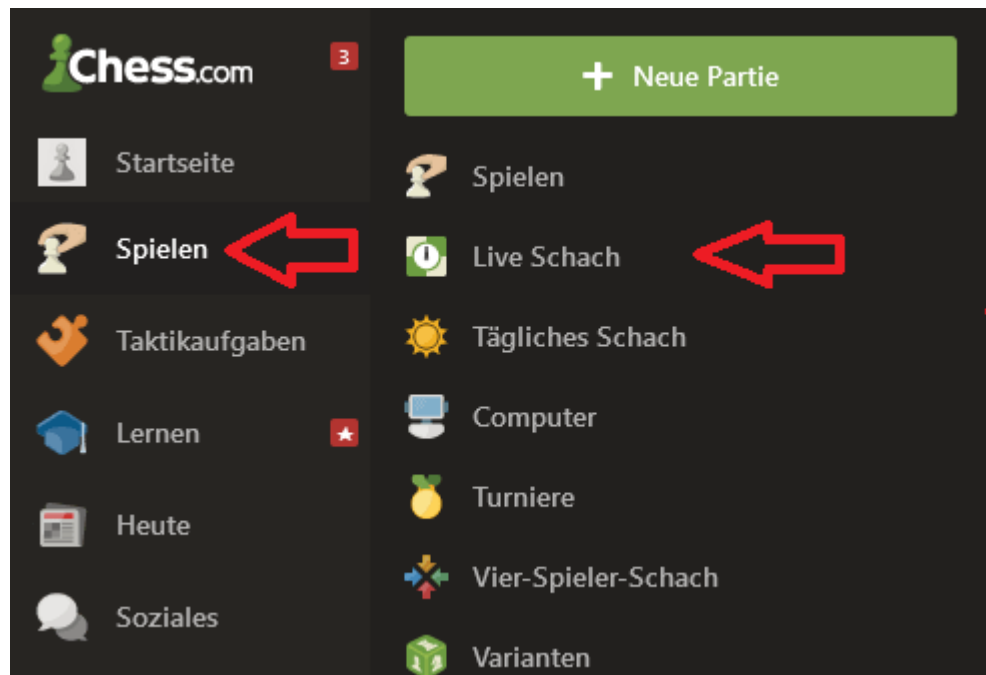 Chess.com
3
Startseite
Spielen
Taktikaufgaben
Lernen
Heute
Soziales
+ Neue Partie
Spielen
Live Schach
Tägliches Schach
Computer
Turniere
Vier-Spieler-Schach
Varianten